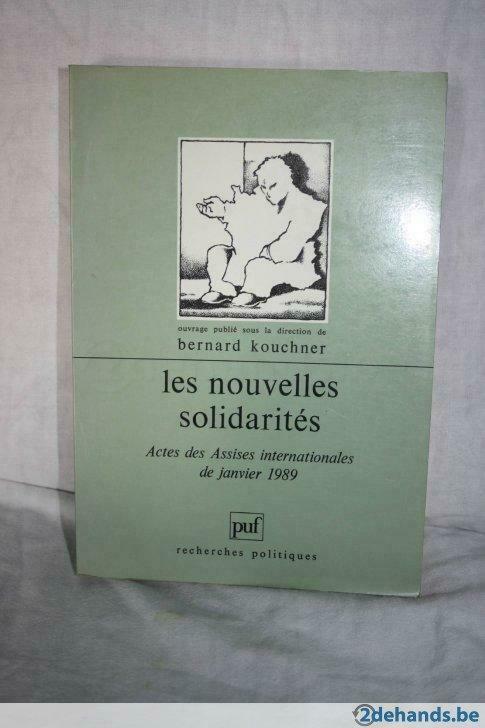 ouvrage publié sous la direction de
bernard kouchner
les nouvelles
solidarités
Actes des Assises internationales
de janvier 1989
puf
recherches politiques
2dehands.be